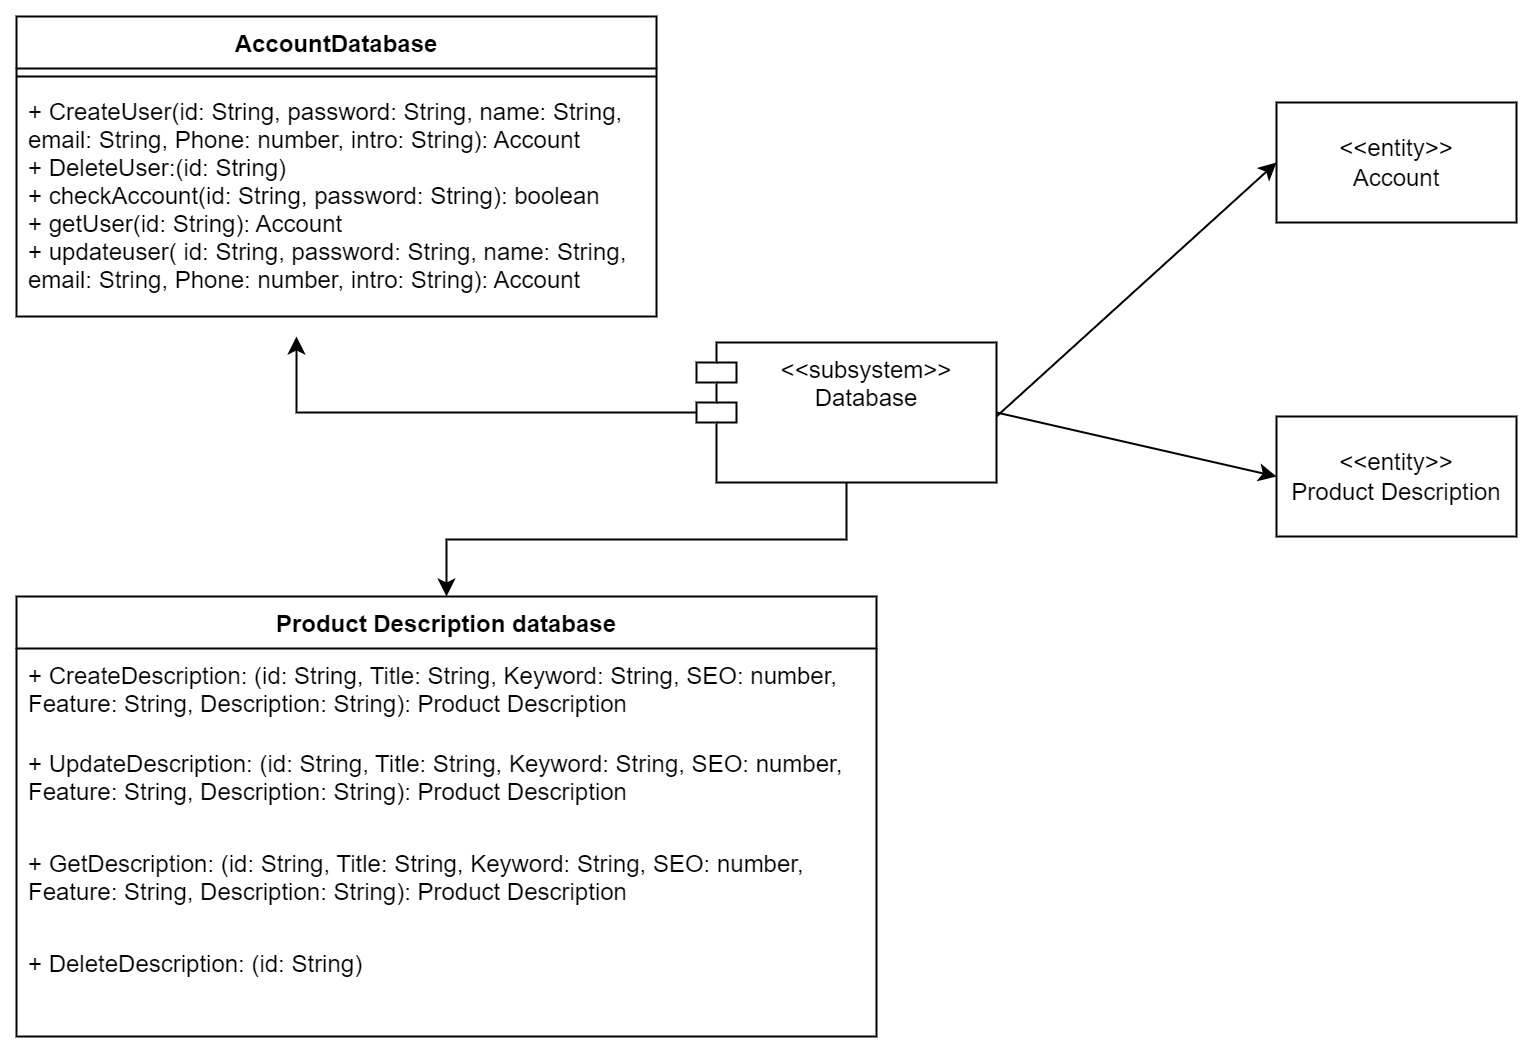 AccountDatabase
+ CreateUser(id: String, password: String, name: String,
email: String, Phone: number, intro: String): Account
+ DeleteUser:(id: String)
+ checkAccount(id: String, password: String): boolean
+ getUser(id: String): Account
+ updateuser( id: String, password: String, name: String,
email: String, Phone: number, intro: String): Account
<<entity>>
Account
<<subsystem>>
Database
<<entity>>
Product Description
Product Description database
+ CreateDescription: (id: String, Title: String, Keyword: String, SEO: number,
Feature: String, Description: String): Product Description
+ UpdateDescription: (id: String, Title: String, Keyword: String, SEO: number,
Feature: String, Description: String): Product Description
+ GetDescription: (id: String, Title: String, Keyword: String, SEO: number,
Feature: String, Description: String): Product Description
+ DeleteDescription: (id: String)